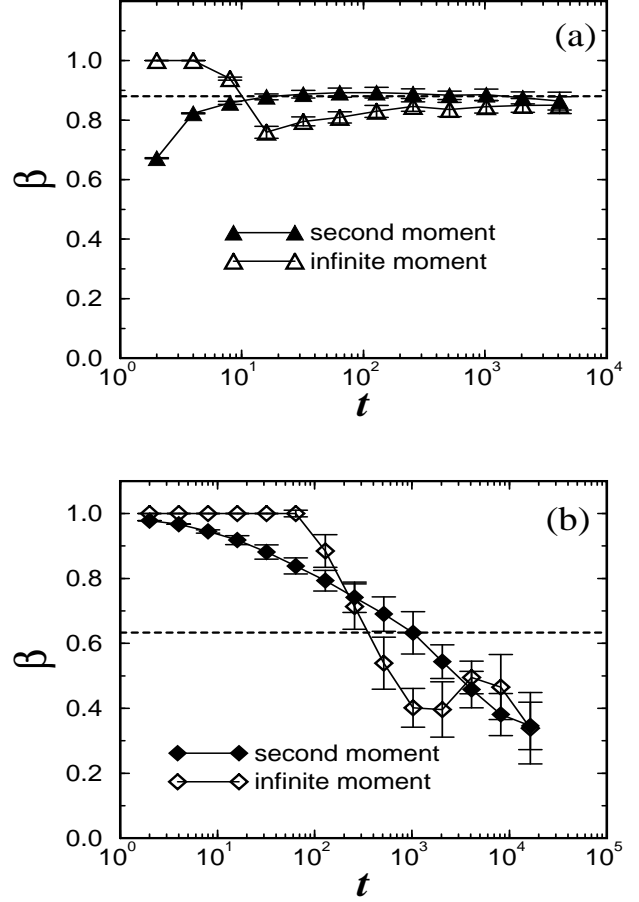 (a)
1.0
0.8
β
0.6
0.4
0.2
0.0
second moment
infinite moment
10^0 10^1 10^2 10^3 10^4
t
(b)
1.0
0.8
β
0.6
0.4
0.2
0.0
second moment
infinite moment
10^0 10^1 10^2 10^3 10^4 10^5
t